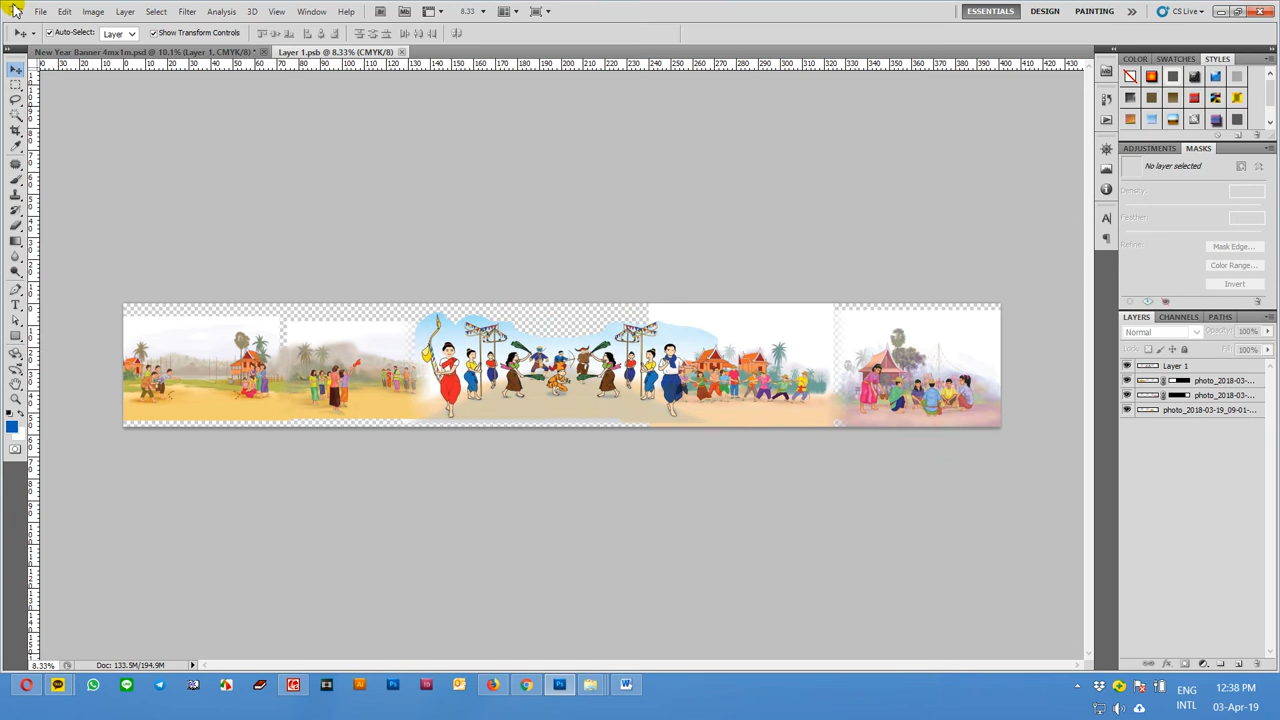 File Edit Image Layer Select Filter Analysis 3D View Window Help 8.33 ESSENTIALS DESIGN PAINTING CS Live
Auto-Select: Layer Show Transform Controls
New Year Banner 4mx1m.psd @ 10.1% (Layer 1, CMYK/8) * Layer 1.psb @ 8.33% (CMYK/8)
COLOR SWATCHES STYLES
ADJUSTMENTS MASKS
No layer selected
Density:
Feather:
Refine: Mask Edge...
Color Range...
Invert
LAYERS CHANNELS PATHS
Normal Opacity: 100%
Lock: Fill: 100%
Layer 1
photo_2018-03-...
photo_2018-03-...
photo_2018-03-19_09-01-...
8.33% Doc: 133.5M/194.9M
ENG 12:38 PM
INTL 03-Apr-19